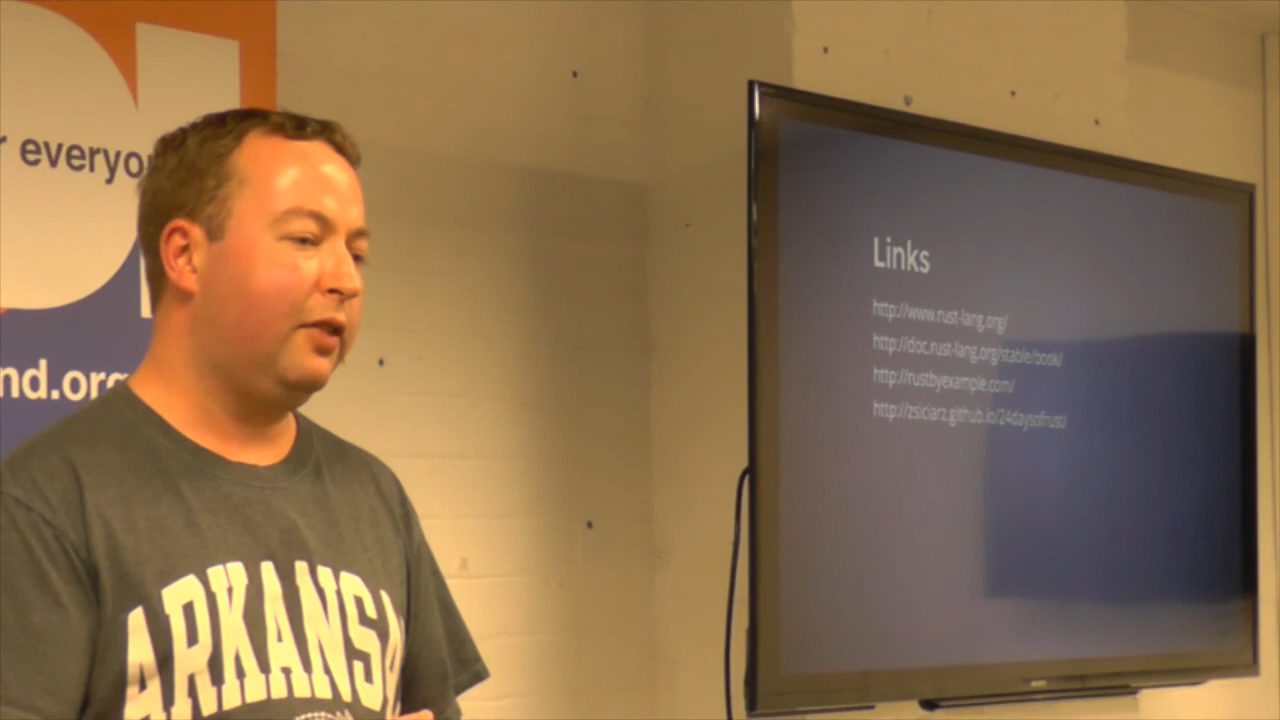 r everyo
nd.org
ARKANSA
Links
http://www.rust-lang.org/
http://doc.rust-lang.org/stable/book/
http://rustbyexample.com/
http://zsiciarz.github.io/24daysofrust/
SONY